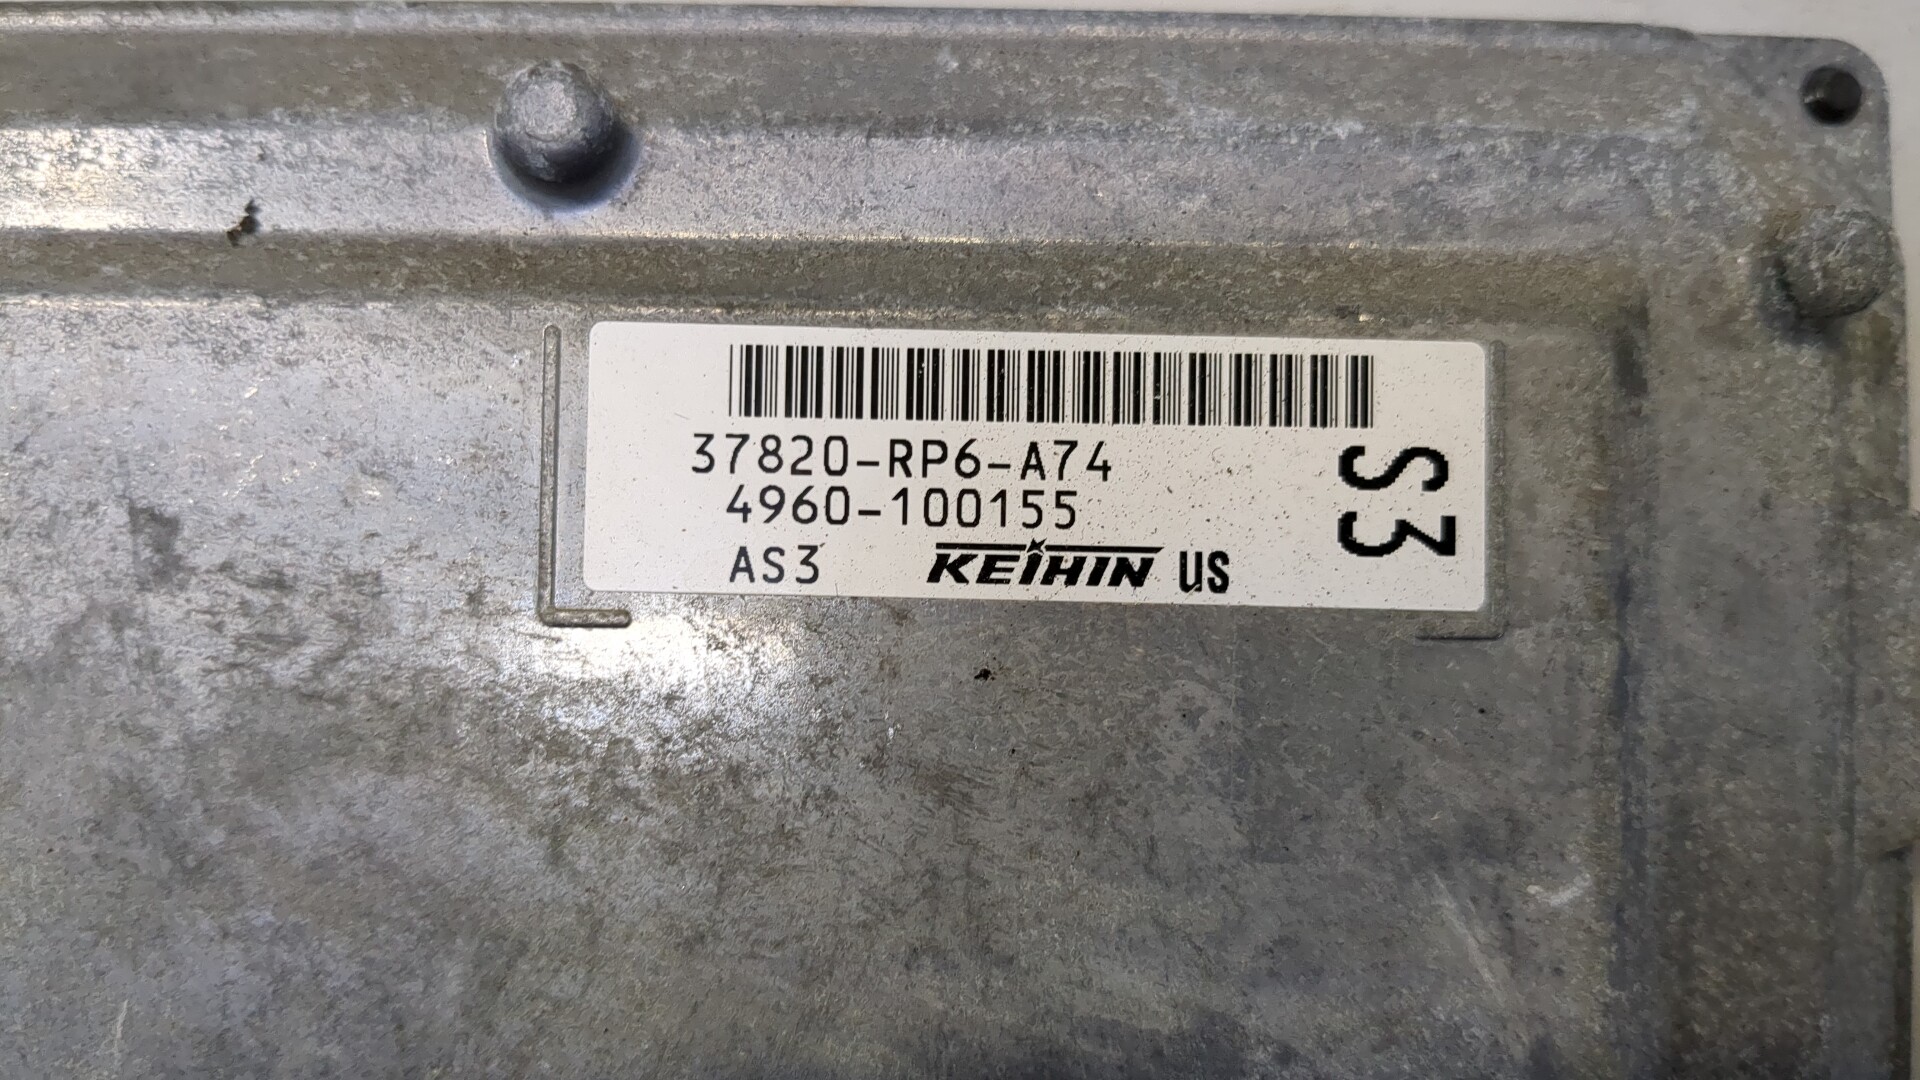 37820-RP6-A74
4960-100155
AS3 KEIHIN US
S3